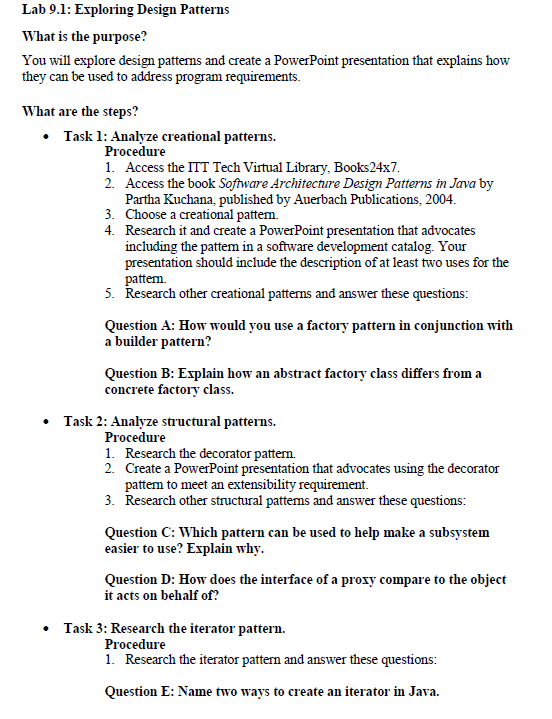 Lab 9.1: Exploring Design Patterns
What is the purpose?
You will explore design patterns and create a PowerPoint presentation that explains how
they can be used to address program requirements.
What are the steps?
• Task 1: Analyze creational patterns.
Procedure
1. Access the ITT Tech Virtual Library, Books24x7.
2. Access the book Software Architecture Design Patterns in Java by
Partha Kuchana, published by Auerbach Publications, 2004.
3. Choose a creational pattern.
4. Research it and create a PowerPoint presentation that advocates
including the pattern in a software development catalog. Your
presentation should include the description of at least two uses for the
pattern.
5. Research other creational patterns and answer these questions:
Question A: How would you use a factory pattern in conjunction with
a builder pattern?
Question B: Explain how an abstract factory class differs from a
concrete factory class.
• Task 2: Analyze structural patterns.
Procedure
1. Research the decorator pattern.
2. Create a PowerPoint presentation that advocates using the decorator
pattern to meet an extensibility requirement.
3. Research other structural patterns and answer these questions:
Question C: Which pattern can be used to help make a subsystem
easier to use? Explain why.
Question D: How does the interface of a proxy compare to the object
it acts on behalf of?
• Task 3: Research the iterator pattern.
Procedure
1. Research the iterator pattern and answer these questions:
Question E: Name two ways to create an iterator in Java.